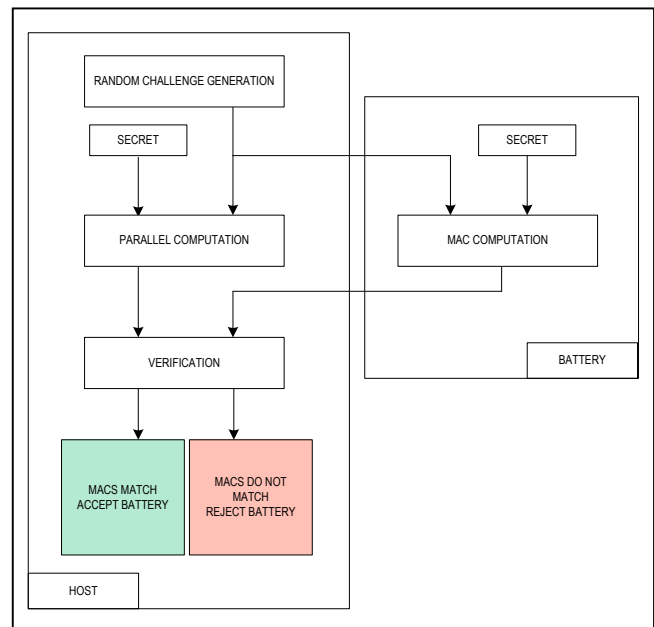 RANDOM CHALLENGE GENERATION
SECRET
SECRET
PARALLEL COMPUTATION
MAC COMPUTATION
VERIFICATION
BATTERY
MACS MATCH
ACCEPT BATTERY
MACS DO NOT
MATCH
REJECT BATTERY
HOST